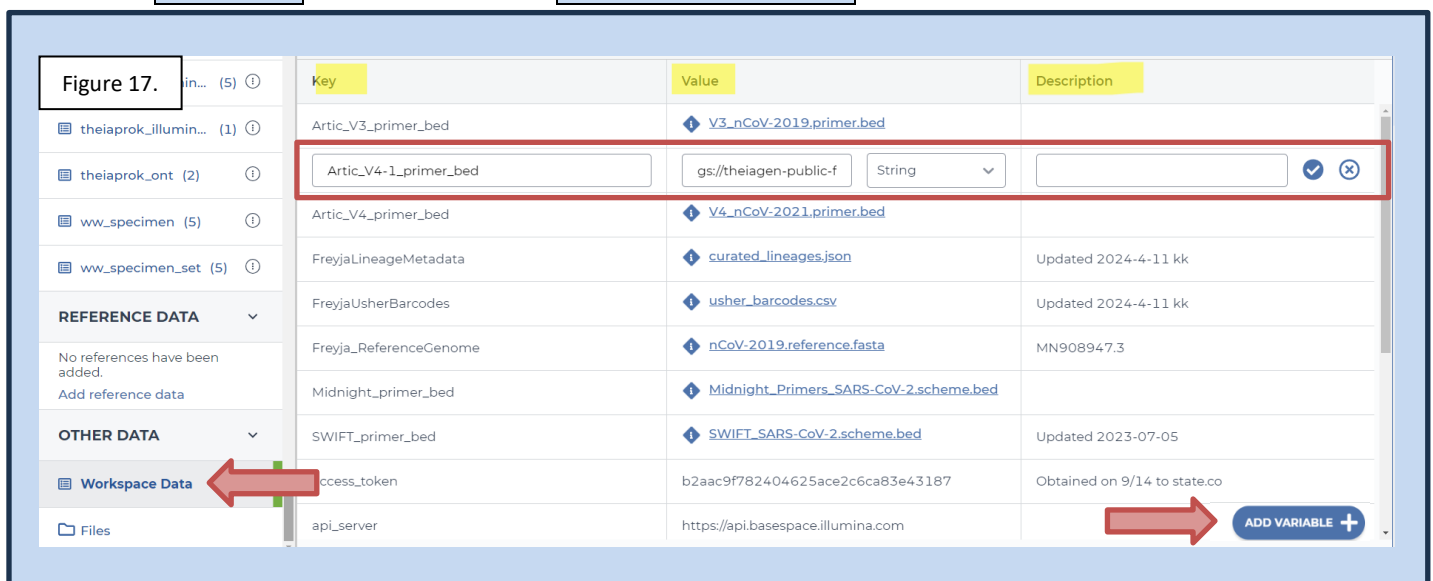 Figure 17.
in... (5)
Key Value Description
theiaprok_illumin... (1)
Artic_V3_primer_bed V3_nCoV-2019.primer.bed
theiaprok_ont (2)
Artic_V4-1_primer_bed gs://theiagen-public-f String
ww_specimen (5)
Artic_V4_primer_bed V4_nCoV-2021.primer.bed
ww_specimen_set (5)
FreyjaLineageMetadata curated_lineages.json Updated 2024-4-11 kk
REFERENCE DATA
FreyjaUsherBarcodes usher_barcodes.csv Updated 2024-4-11 kk
No references have been
added.
Add reference data
Freyja_ReferenceGenome nCoV-2019.reference.fasta MN908947.3
Midnight_primer_bed Midnight_Primers_SARS-CoV-2.scheme.bed
OTHER DATA
SWIFT_primer_bed SWIFT_SARS-CoV-2.scheme.bed Updated 2023-07-05
Workspace Data
ccess_token b2aac9f782404625ace2c6ca83e43187 Obtained on 9/14 to state.co
Files
api_server https://api.basespace.illumina.com
ADD VARIABLE